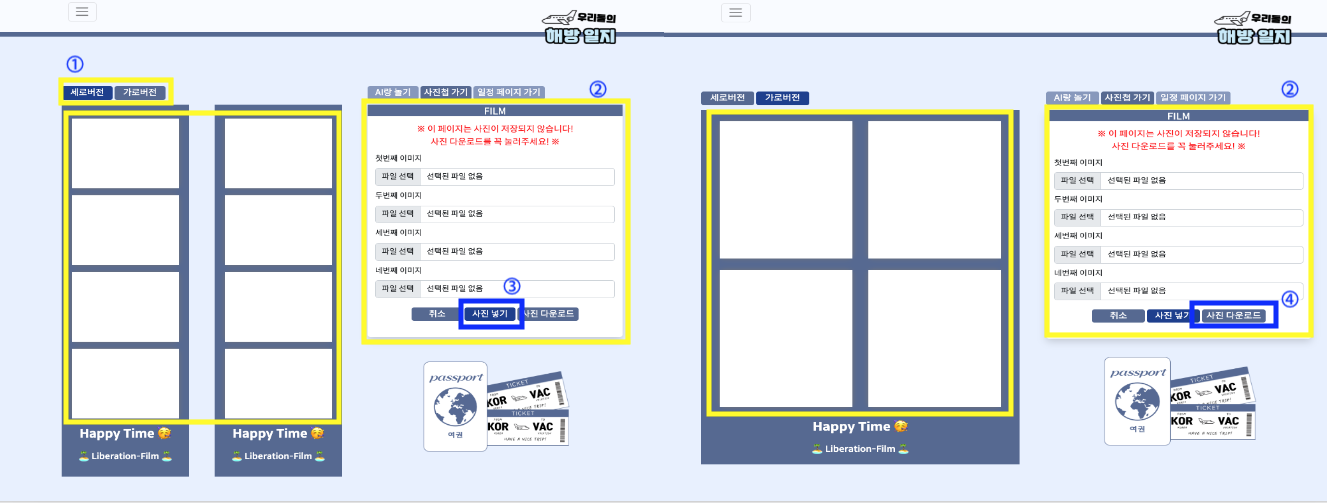 우리들의
해방 일지
①
세로버전 가로버전
Happy Time 🥳
🏝 Liberation-Film 🏝
Happy Time 🥳
🏝 Liberation-Film 🏝
AI랑 놀기 사진첩 가기 일정 페이지 가기
②
FILM
※ 이 페이지는 사진이 저장되지 않습니다!
사진 다운로드를 꼭 눌러주세요! ※
첫번째 이미지
파일 선택 선택된 파일 없음
두번째 이미지
파일 선택 선택된 파일 없음
세번째 이미지
파일 선택 선택된 파일 없음
네번째 이미지
파일 선택 선택된 파일 없음
③
취소 사진 넣기 사진 다운로드
passport
여권
TICKET
KOR VAC
TICKET
KOR VAC
HAVE A NICE TRIP!
우리들의
해방 일지
세로버전 가로버전
Happy Time 🥳
🏝 Liberation-Film 🏝
AI랑 놀기 사진첩 가기 일정 페이지 가기
②
FILM
※ 이 페이지는 사진이 저장되지 않습니다!
사진 다운로드를 꼭 눌러주세요! ※
첫번째 이미지
파일 선택 선택된 파일 없음
두번째 이미지
파일 선택 선택된 파일 없음
세번째 이미지
파일 선택 선택된 파일 없음
네번째 이미지
파일 선택 선택된 파일 없음
④
취소 사진 넣기 사진 다운로드
passport
여권
TICKET
KOR VAC
TICKET
KOR VAC
HAVE A NICE TRIP!